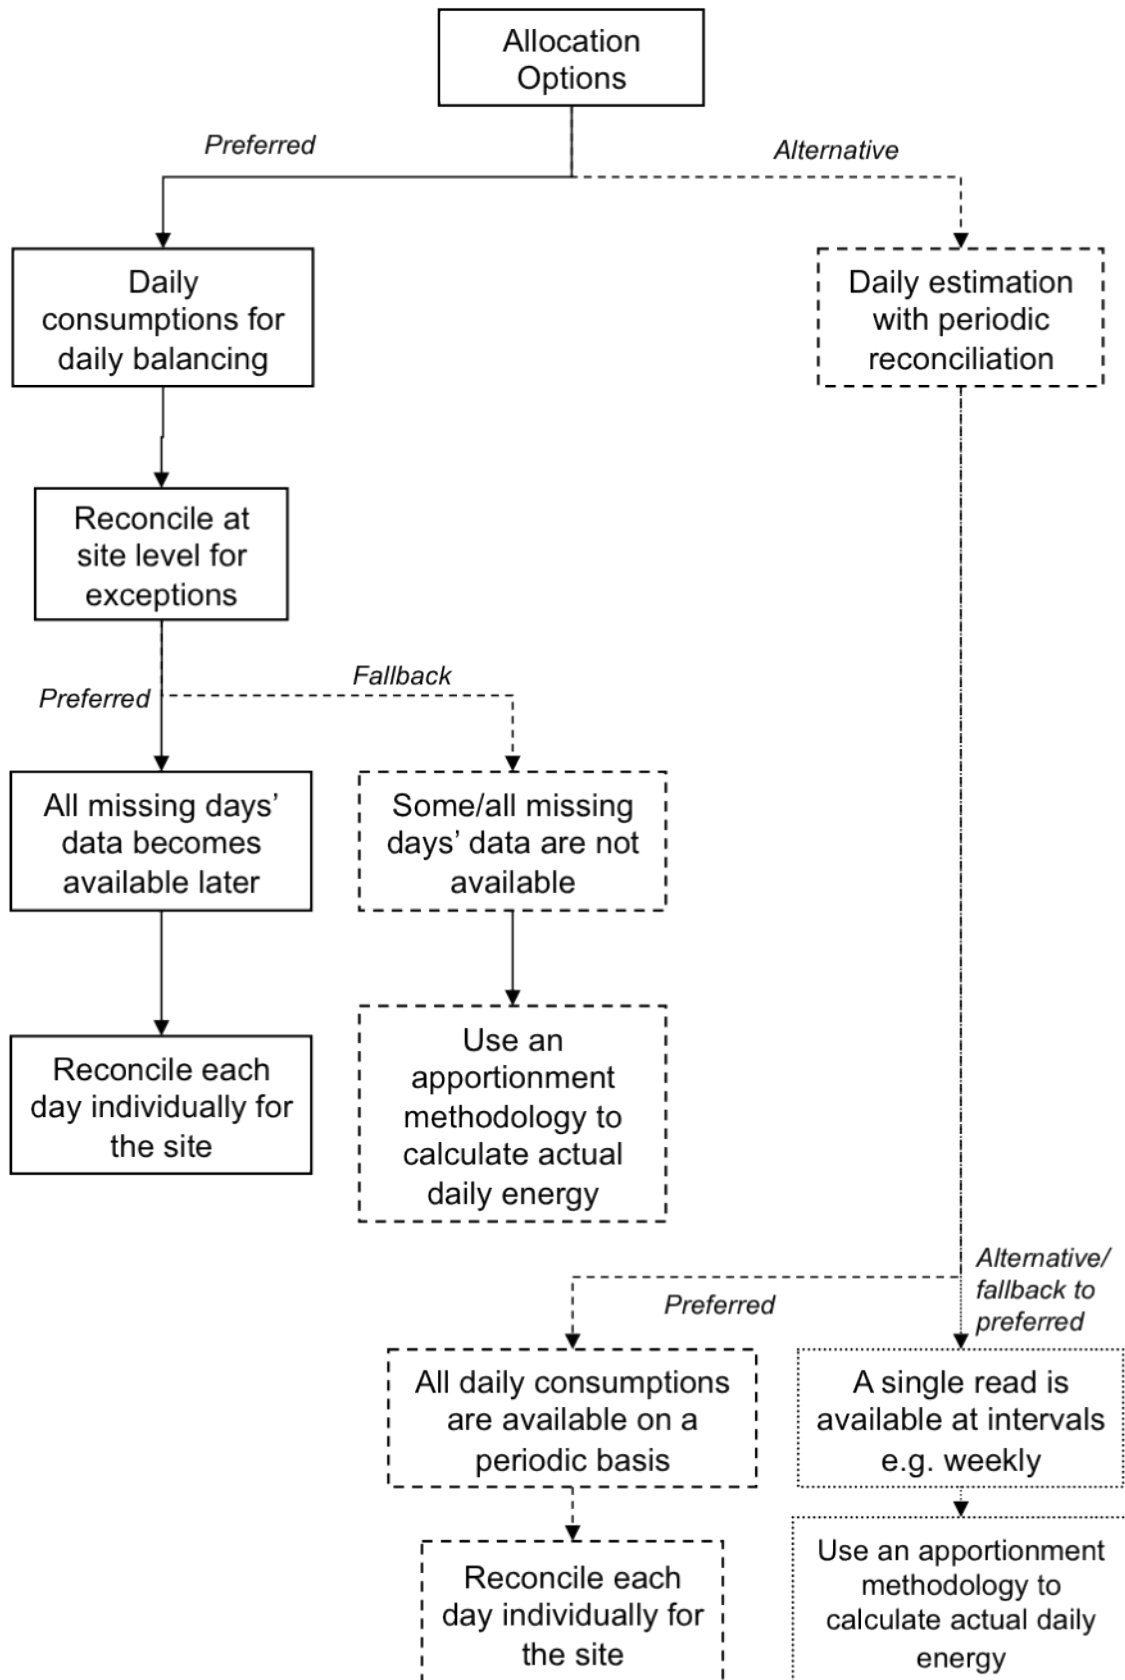 Allocation
Options
Preferred
Alternative
Daily
consumptions for
daily balancing
Daily estimation
with periodic
reconciliation
Reconcile at
site level for
exceptions
Preferred
Fallback
All missing days’
data becomes
available later
Some/all missing
days’ data are not
available
Reconcile each
day individually for
the site
Use an
apportionment
methodology to
calculate actual
daily energy
Preferred
Alternative/
fallback to
preferred
All daily consumptions
are available on a
periodic basis
A single read is
available at intervals
e.g. weekly
Reconcile each
day individually for
the site
Use an apportionment
methodology to
calculate actual daily
energy